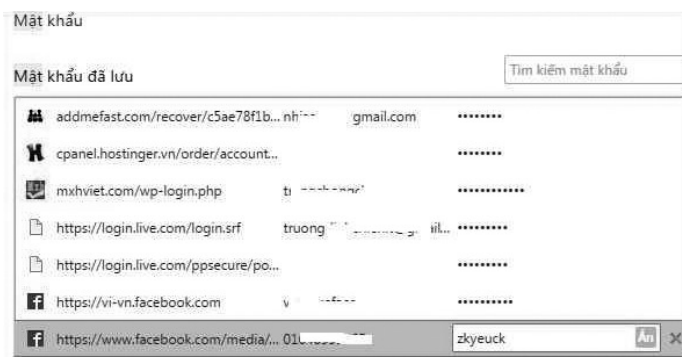 Mật khẩu
Mật khẩu đã lưu
Tìm kiếm mật khẩu
addmefast.com/recover/c5ae78f1b... gmail.com ••••••••
cpanel.hostinger.vn/order/account... ••••••••
mxhviet.com/wp-login.php ••••••••••••
https://login.live.com/login.srf truong ail... •••••••••
https://login.live.com/ppsecure/po... •••••••••
https://vi-vn.facebook.com ••••••••••
https://www.facebook.com/media/... zkyeuck Ẩn ×